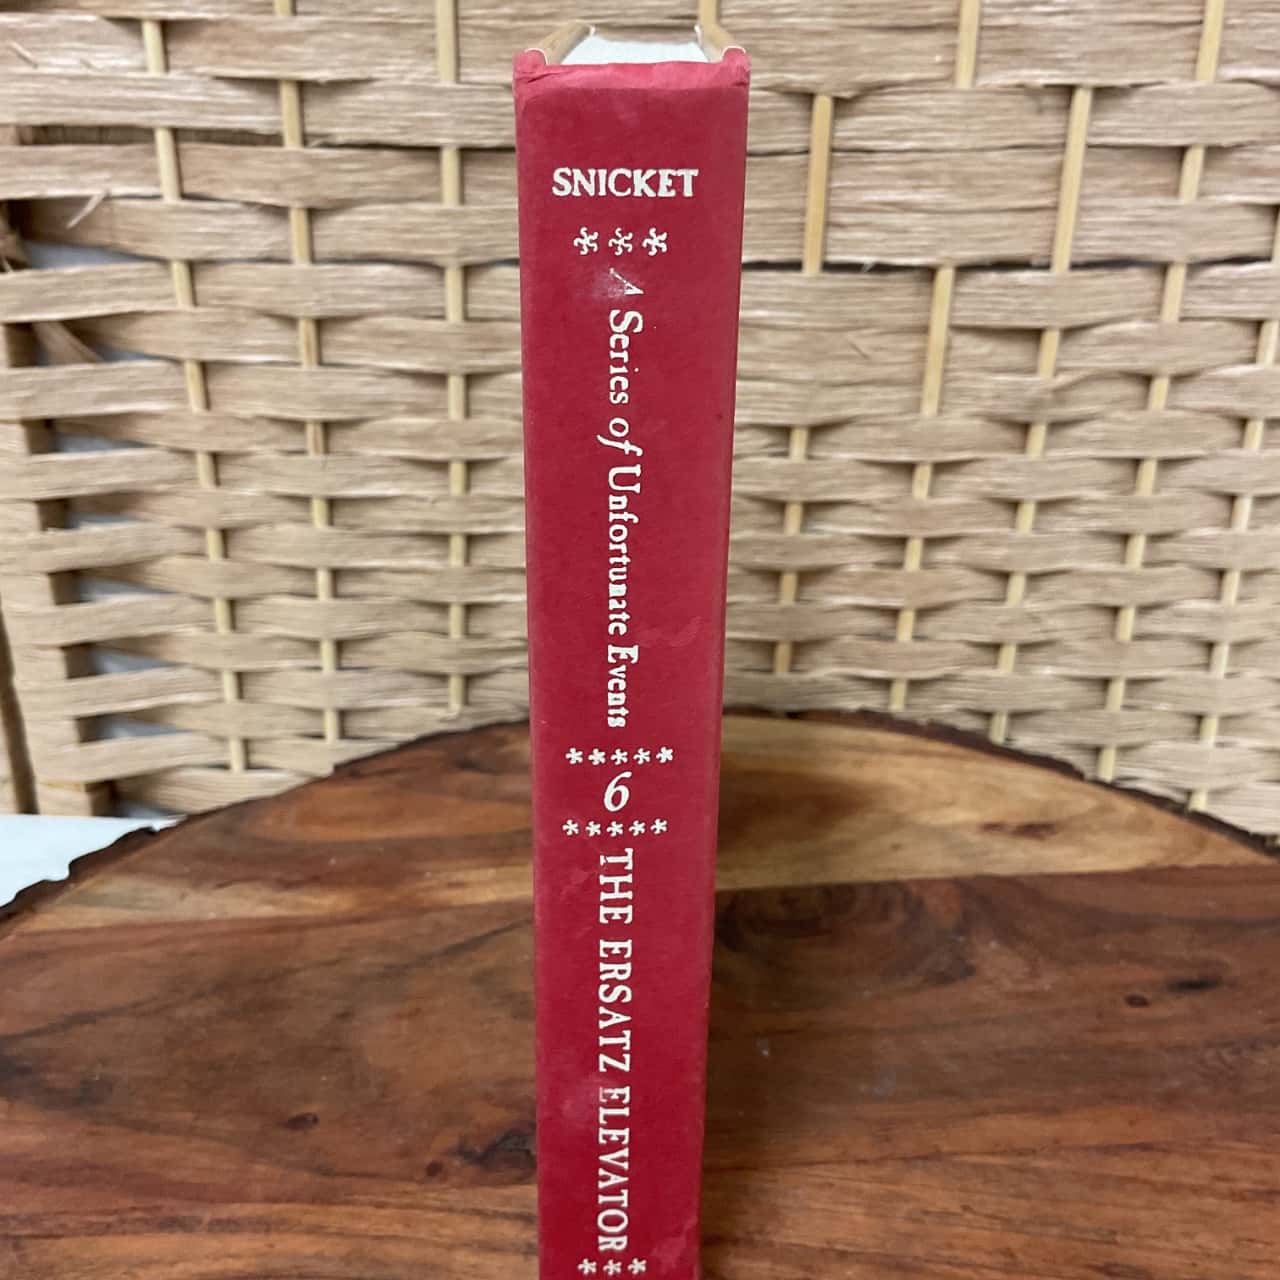 SNICKET
A Series of Unfortunate Events
6
THE ERSATZ ELEVATOR